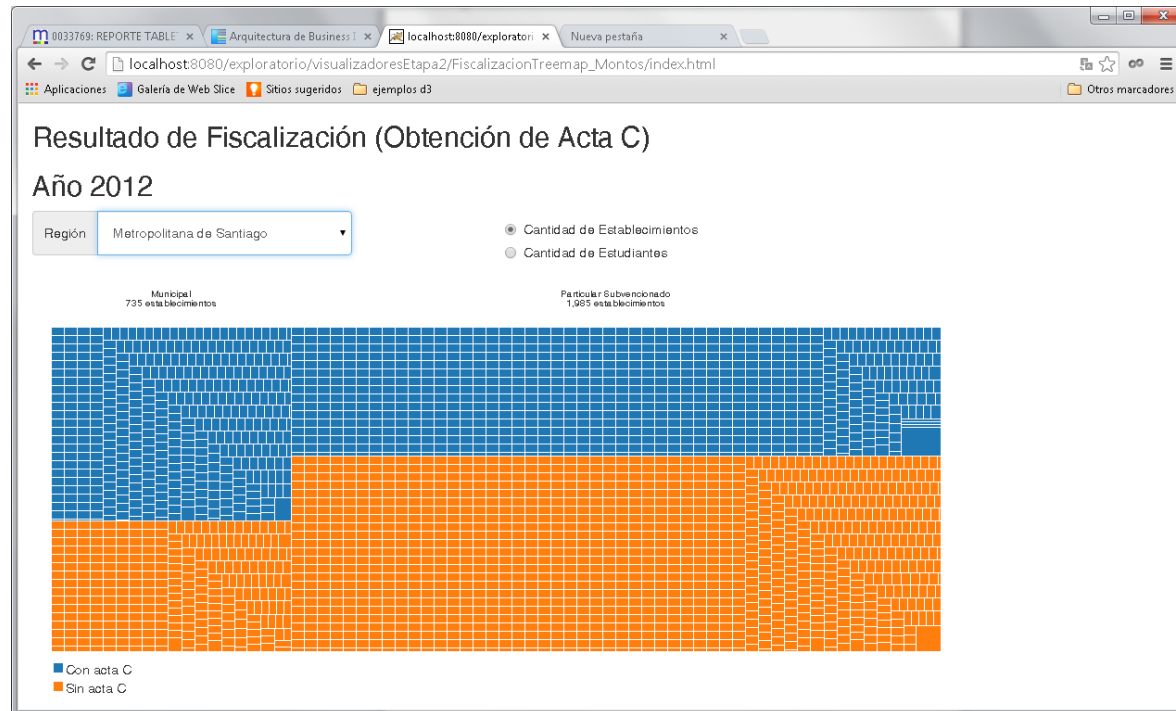 0033769: REPORTE TABLE
Arquitectura de Business I
localhost:8080/exploratori
Nueva pestaña
localhost:8080/exploratorio/visualizadoresEtapa2/FiscalizacionTreemap_Montos/index.html
Aplicaciones
Galería de Web Slice
Sitios sugeridos
ejemplos d3
Otros marcadores
Resultado de Fiscalización (Obtención de Acta C)
Año 2012
Región
Metropolitana de Santiago
Cantidad de Establecimientos
Cantidad de Estudiantes
Municipal
735 establecimientos
Particular Subvencionado
1,985 establecimientos
Con acta C
Sin acta C